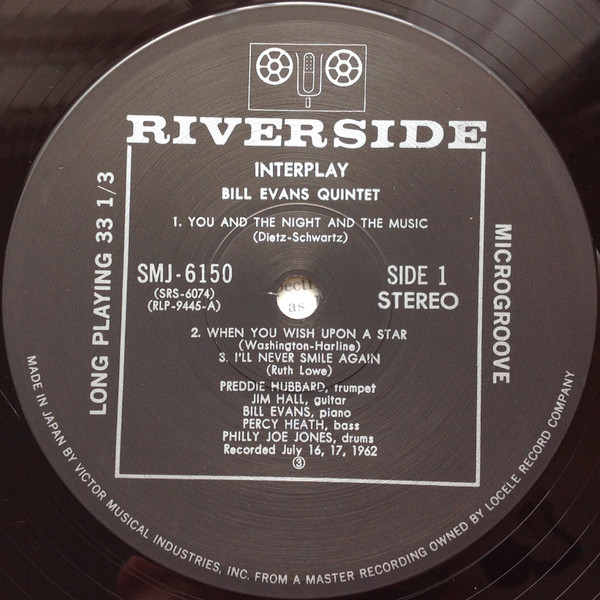 RIVERSIDE
INTERPLAY
BILL EVANS QUINTET
1. YOU AND THE NIGHT AND THE MUSIC
(Dietz-Schwartz)
LONG PLAYING 33 1/3
MICROGROOVE
SMJ-6150
(SRS-6074)
(RLP-9445-A)
SIDE 1
STEREO
as
2. WHEN YOU WISH UPON A STAR
(Washington-Harline)
3. I'LL NEVER SMILE AGAIN
(Ruth Lowe)
FREDDIE HUBBARD, trumpet
JIM HALL, guitar
BILL EVANS, piano
PERCY HEATH, bass
PHILLY JOE JONES, drums
Recorded July 16, 17, 1962
③
MADE IN JAPAN BY VICTOR MUSICAL INDUSTRIES, INC. FROM A MASTER RECORDING OWNED BY LOCELE RECORD COMPANY